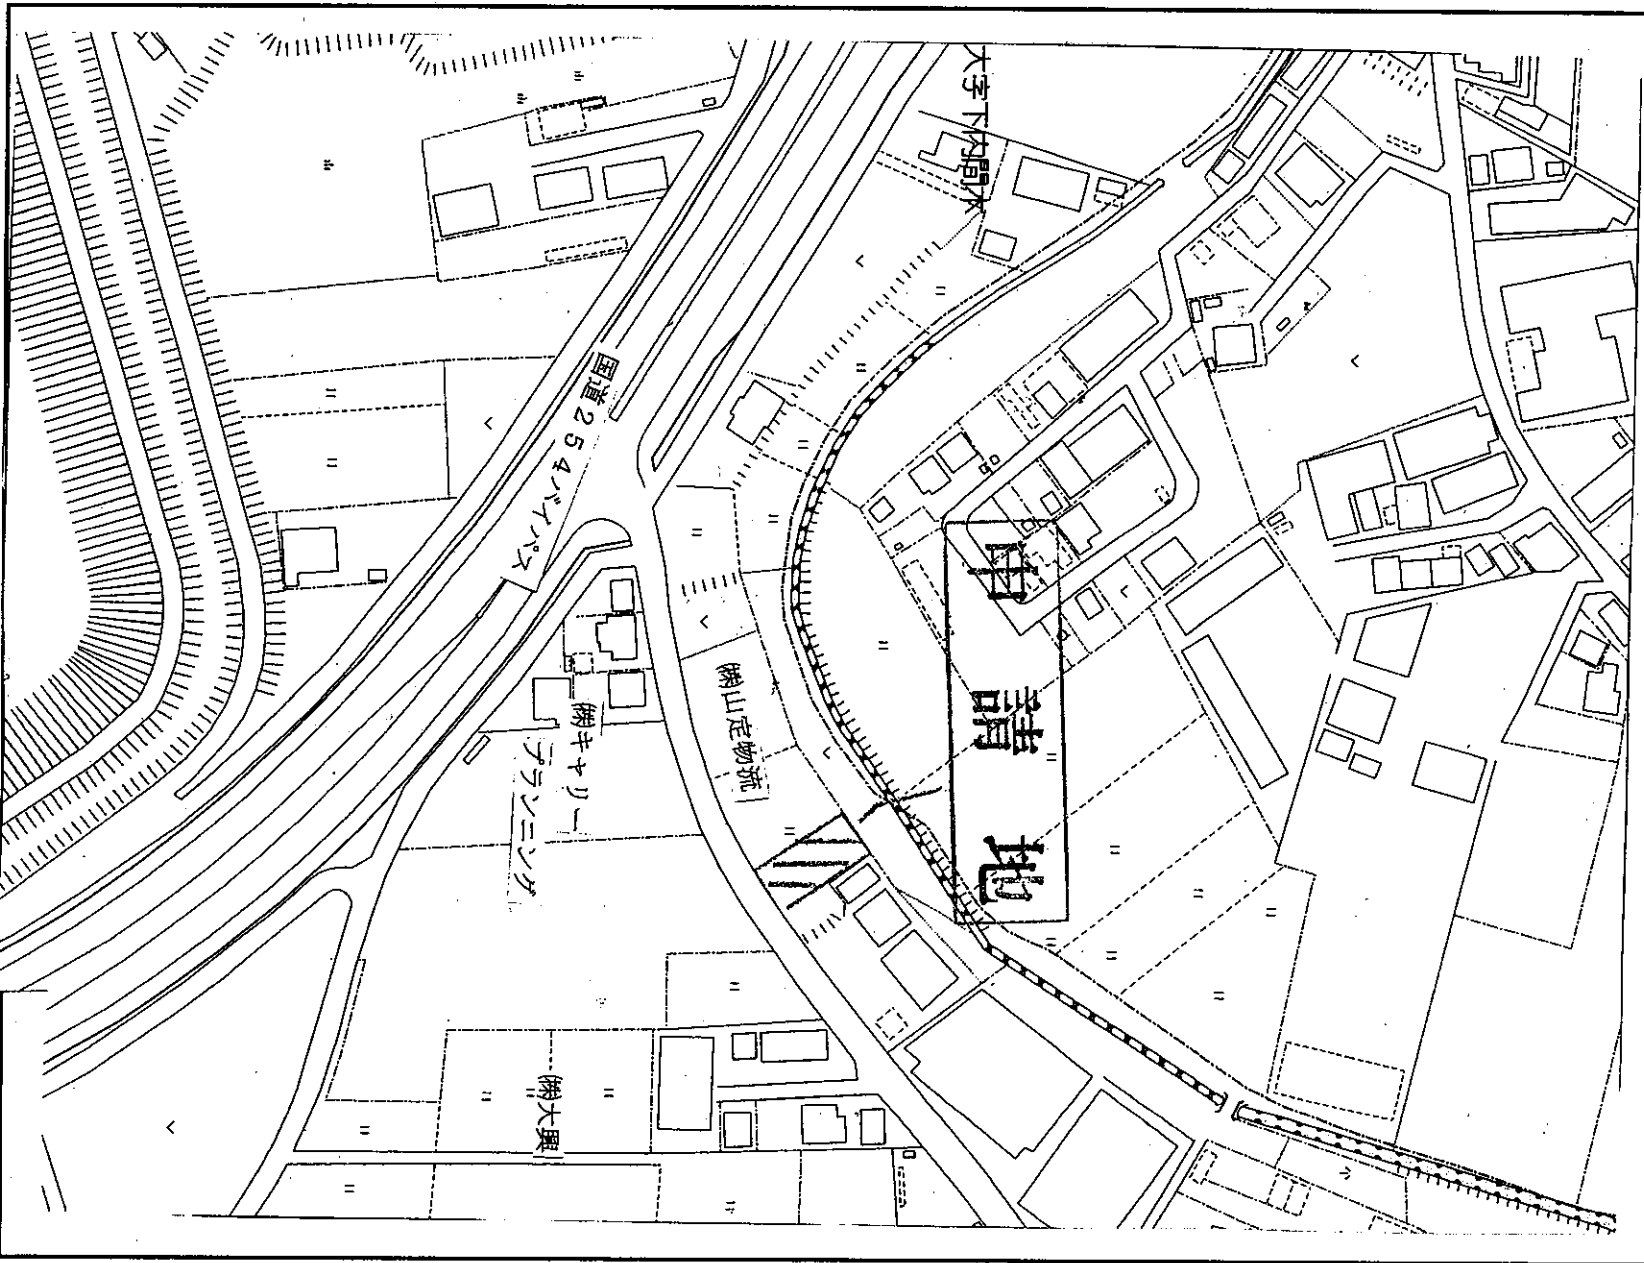 大字下内間木
国道254バイパス
申請地
㈱山定物流
㈱キャリー
プランニング
㈱大興